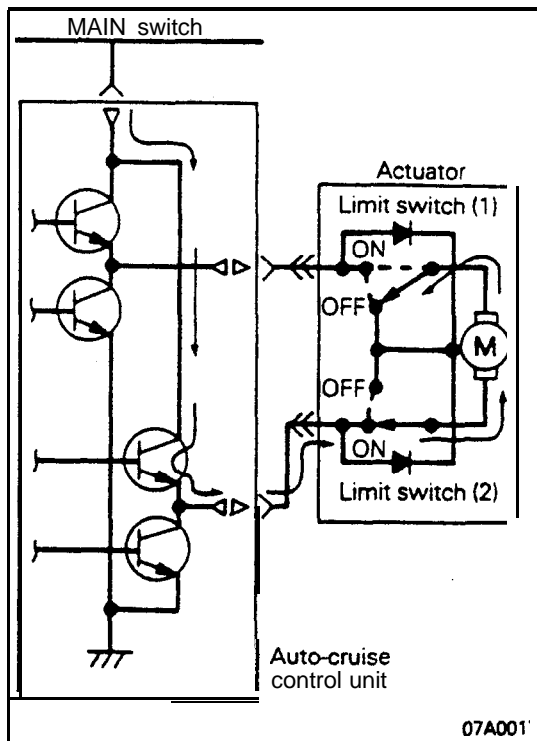 MAIN switch
Actuator
Limit switch (1)
ON
OFF
M
OFF
ON
Limit switch (2)
Auto-cruise
control unit
07A001